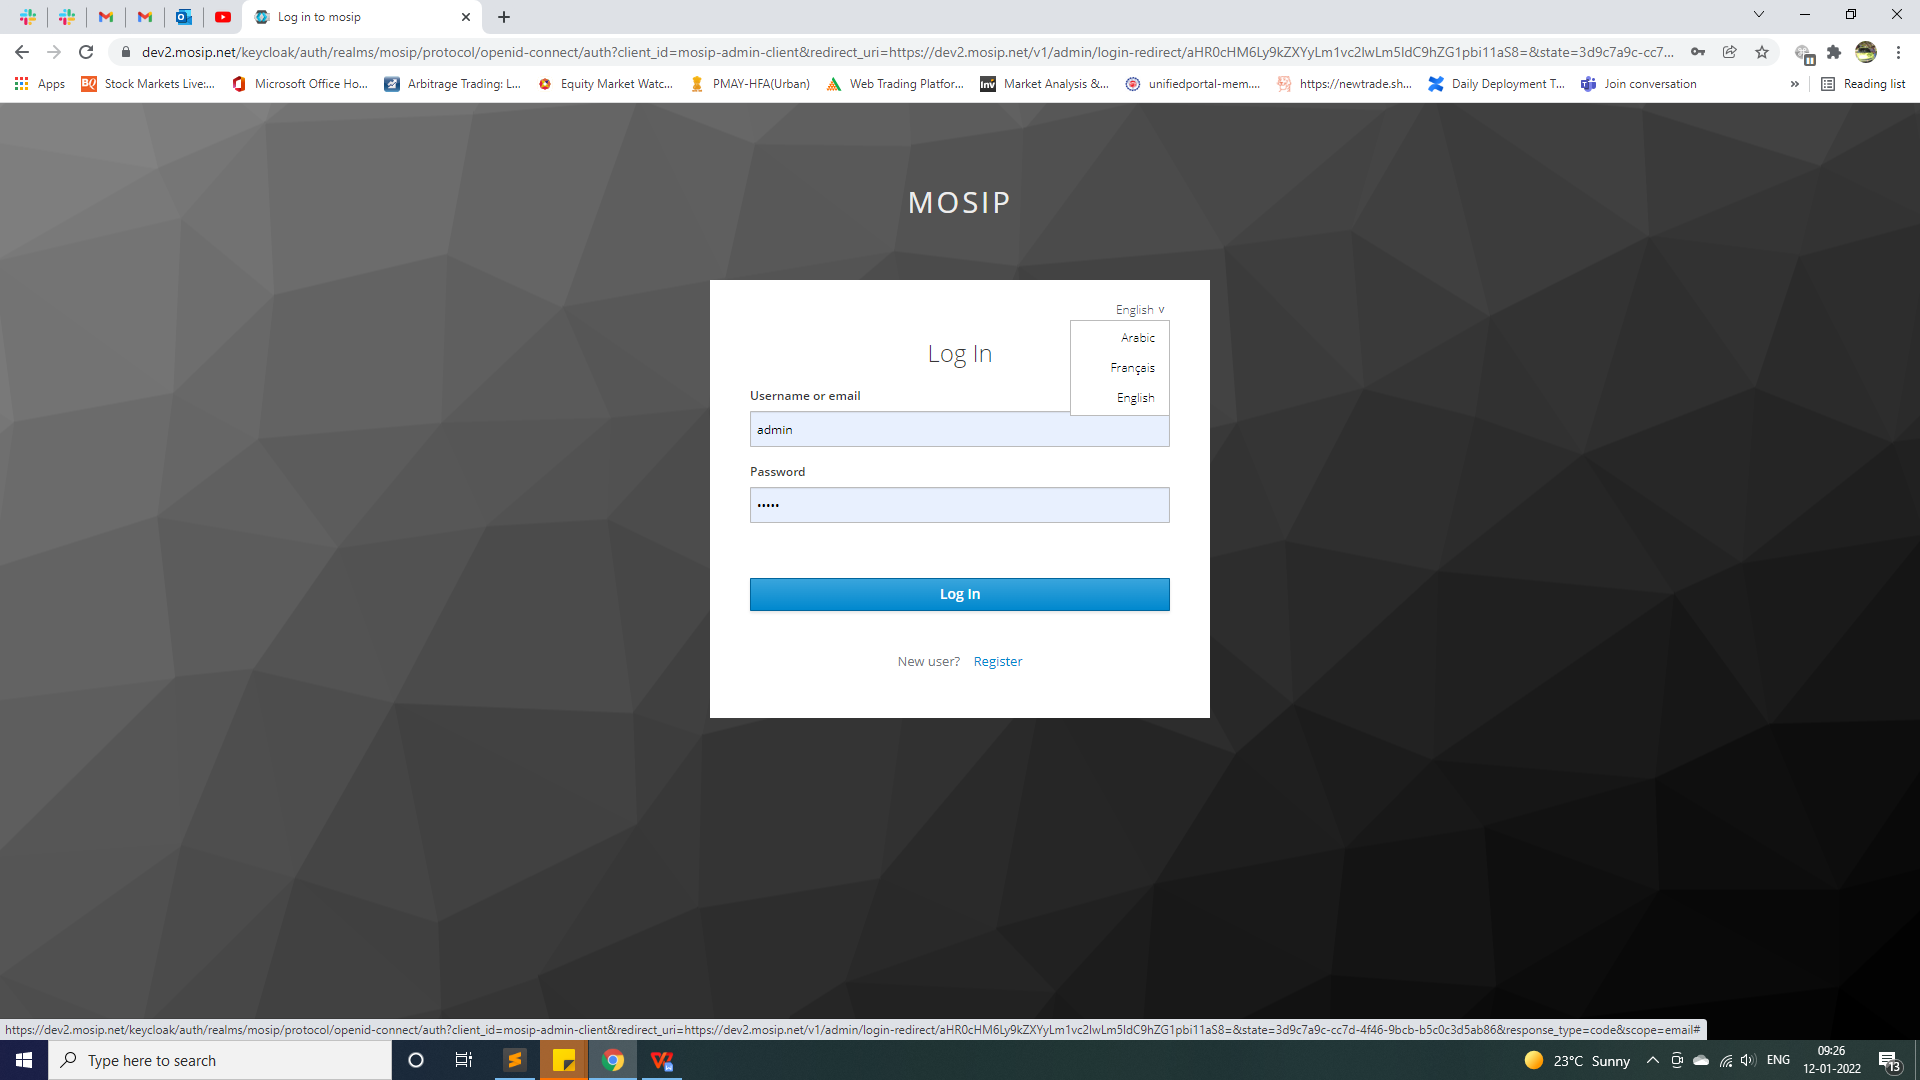 Log in to mosip
dev2.mosip.net/keycloak/auth/realms/mosip/protocol/openid-connect/auth?client_id=mosip-admin-client&redirect_uri=https://dev2.mosip.net/v1/admin/login-redirect/aHR0cHM6Ly9kZXYyLm1vc2lwLm5ldC9hZG1pbi11aS8=&state=3d9c7a9c-cc7...
Apps
BQ Stock Markets Live:...
Microsoft Office Ho...
Arbitrage Trading: L...
Equity Market Watc...
PMAY-HFA(Urban)
Web Trading Platfor...
Inv Market Analysis &...
unifiedportal-mem....
https://newtrade.sh...
Daily Deployment T...
Join conversation
»
Reading list
MOSIP
English v
Arabic
Français
English
Log In
Username or email
admin
Password
•••••
Log In
New user? Register
https://dev2.mosip.net/keycloak/auth/realms/mosip/protocol/openid-connect/auth?client_id=mosip-admin-client&redirect_uri=https://dev2.mosip.net/v1/admin/login-redirect/aHR0cHM6Ly9kZXYyLm1vc2lwLm5ldC9hZG1pbi11aS8=&state=3d9c7a9c-cc7d-4f46-9bcb-b5c0c3d5ab86&response_type=code&scope=email#
Type here to search
23°C Sunny
ENG
09:26
12-01-2022
13